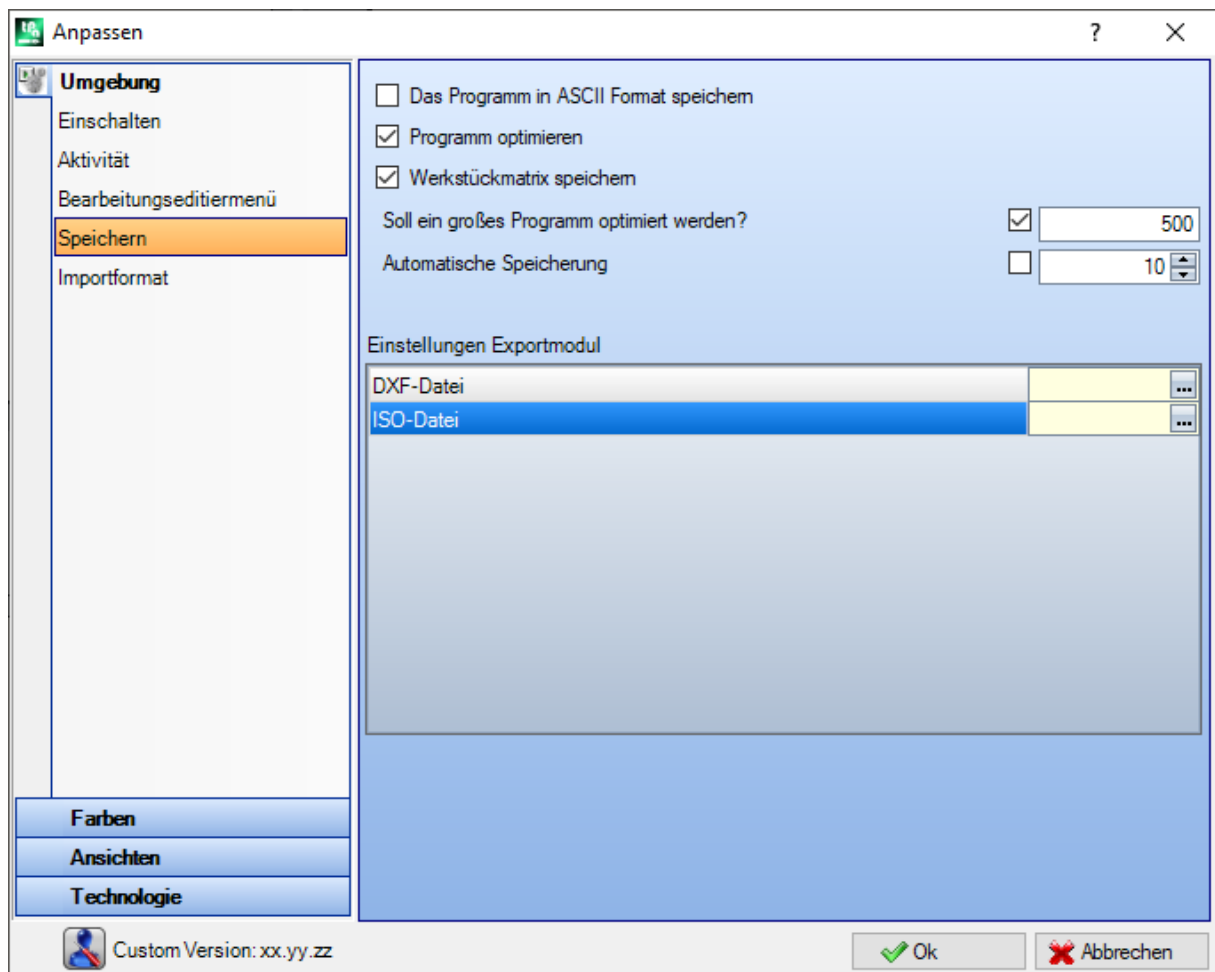 Anpassen
?
Umgebung
Einschalten
Aktivität
Bearbeitungseditiermenü
Speichern
Importformat
Farben
Ansichten
Technologie
Das Programm in ASCII Format speichern
Programm optimieren
Werkstückmatrix speichern
Soll ein großes Programm optimiert werden? 500
Automatische Speicherung 10
Einstellungen Exportmodul
DXF-Datei ...
ISO-Datei ...
Custom Version: xx.yy.zz
Ok
Abbrechen